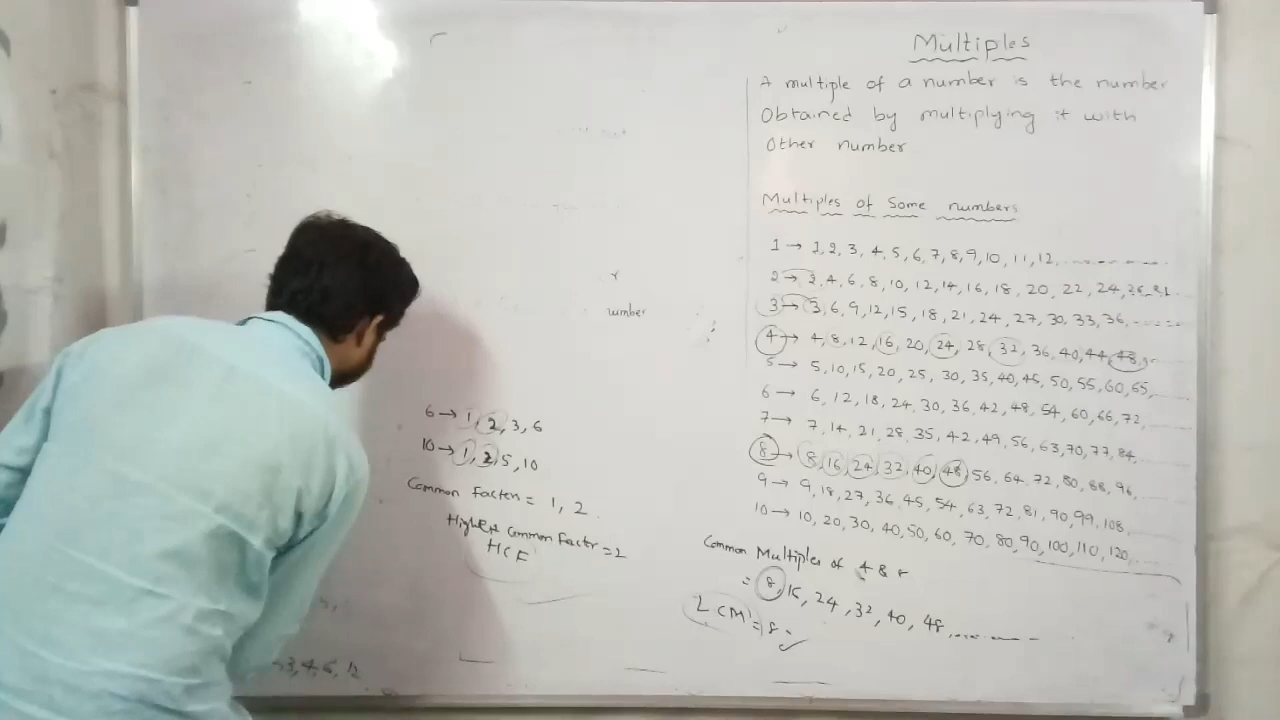 Multiples
A multiple of a number is the number
Obtained by multiplying it with
Other number
Multiples of Some numbers
1 → 1, 2, 3, 4, 5, 6, 7, 8, 9, 10, 11, 12, ..............
2 → 2, 4, 6, 8, 10, 12, 14, 16, 18, 20, 22, 24,
3 → 3, 6, 9, 12, 15, 18, 21, 24, 27, 30, 33, 36, .......
4 → 4, 8, 12, 16, 20, 24, 28, 32, 36, 40, 44, 48,
5 → 5, 10, 15, 20, 25, 30, 35, 40, 45, 50, 55, 60, 65,
6 → 6, 12, 18, 24, 30, 36, 42, 48, 54, 60, 66, 72,
7 → 7, 14, 21, 28, 35, 42, 49, 56, 63, 70, 77, 84,
8 → 8, 16, 24, 32, 40, 48, 56, 64, 72, 80, 88, 96,
9 → 9, 18, 27, 36, 45, 54, 63, 72, 81, 90, 99, 108,
10 → 10, 20, 30, 40, 50, 60, 70, 80, 90, 100, 110, 120,
Common Multiples of 4 & 8
= 8, 16, 24, 32, 40, 48, ...........
LCM = 8
r
number
6 → 1, 2, 3, 6
10 → 1, 2, 5, 10
Common Factors = 1, 2
Highest Common Factor = 2
HCF
3, 4, 6, 12